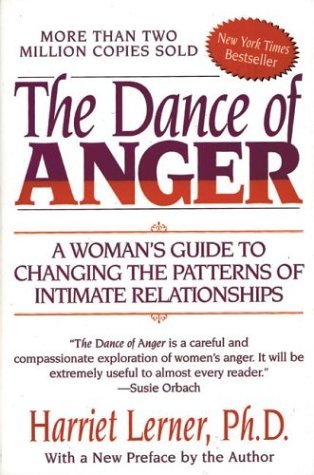 MORE THAN TWO
MILLION COPIES SOLD
New York Times
Bestseller
The Dance of
ANGER
A WOMAN'S GUIDE TO
CHANGING THE PATTERNS OF
INTIMATE RELATIONSHIPS
"The Dance of Anger is a careful and
compassionate exploration of women's anger. It will be
extremely useful to almost every reader."
—Susie Orbach
Harriet Lerner, Ph.D.
With a New Preface by the Author